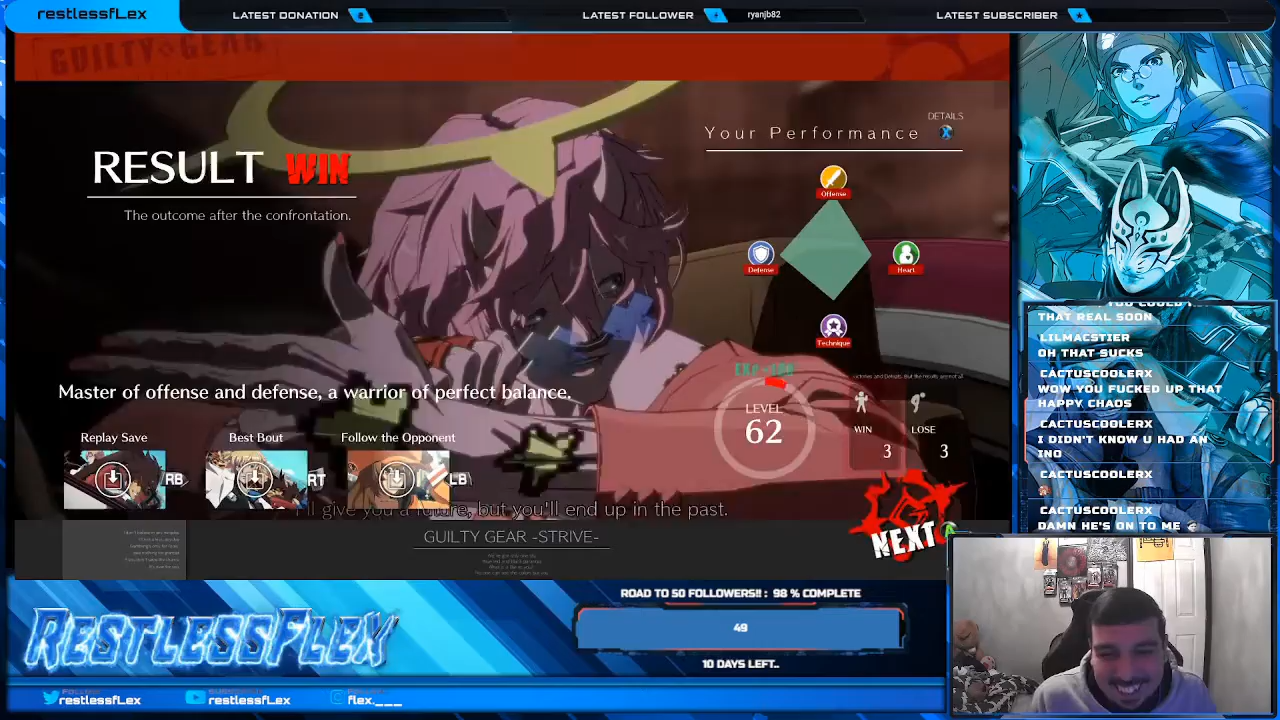 restlessfLex
LATEST DONATION
LATEST FOLLOWER
ryanjb82
LATEST SUBSCRIBER
GUILTY GEAR
RESULT WIN
The outcome after the confrontation.
Your Performance
DETAILS
X
Offense
Defense
Heart
Technique
Master of offense and defense, a warrior of perfect balance.
LEVEL
62
WIN
3
LOSE
3
Replay Save
RB
Best Bout
RT
Follow the Opponent
LB
I'll give you a future, but you'll end up in the past.
NEXT
GUILTY GEAR -STRIVE-
THAT REAL SOON
LILMACSTIER
OH THAT SUCKS
CACTUSCOOLERX
WOW YOU FUCKED UP THAT
HAPPY CHAOS
CACTUSCOOLERX
I DIDN'T KNOW U HAD AN
INO
CACTUSCOOLERX
CACTUSCOOLERX
DAMN HE'S ON TO ME
RESTLESSFLEX
ROAD TO 50 FOLLOWERS!! : 98 % COMPLETE
49
10 DAYS LEFT..
restlessfLex
restlessfLex
flex.___